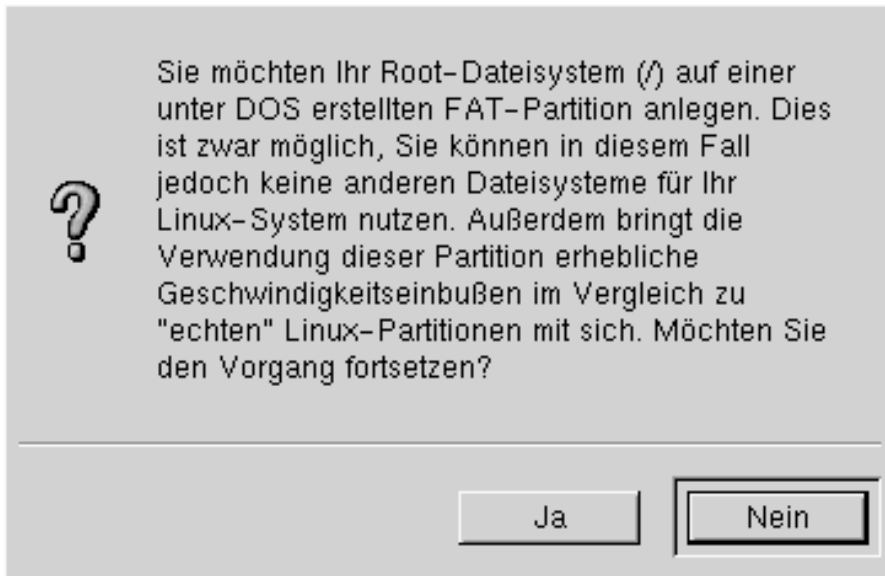 Sie möchten Ihr Root-Dateisystem (/) auf einer
unter DOS erstellten FAT-Partition anlegen. Dies
ist zwar möglich, Sie können in diesem Fall
jedoch keine anderen Dateisysteme für Ihr
Linux-System nutzen. Außerdem bringt die
Verwendung dieser Partition erhebliche
Geschwindigkeitseinbußen im Vergleich zu
"echten" Linux-Partitionen mit sich. Möchten Sie
den Vorgang fortsetzen?
Ja
Nein